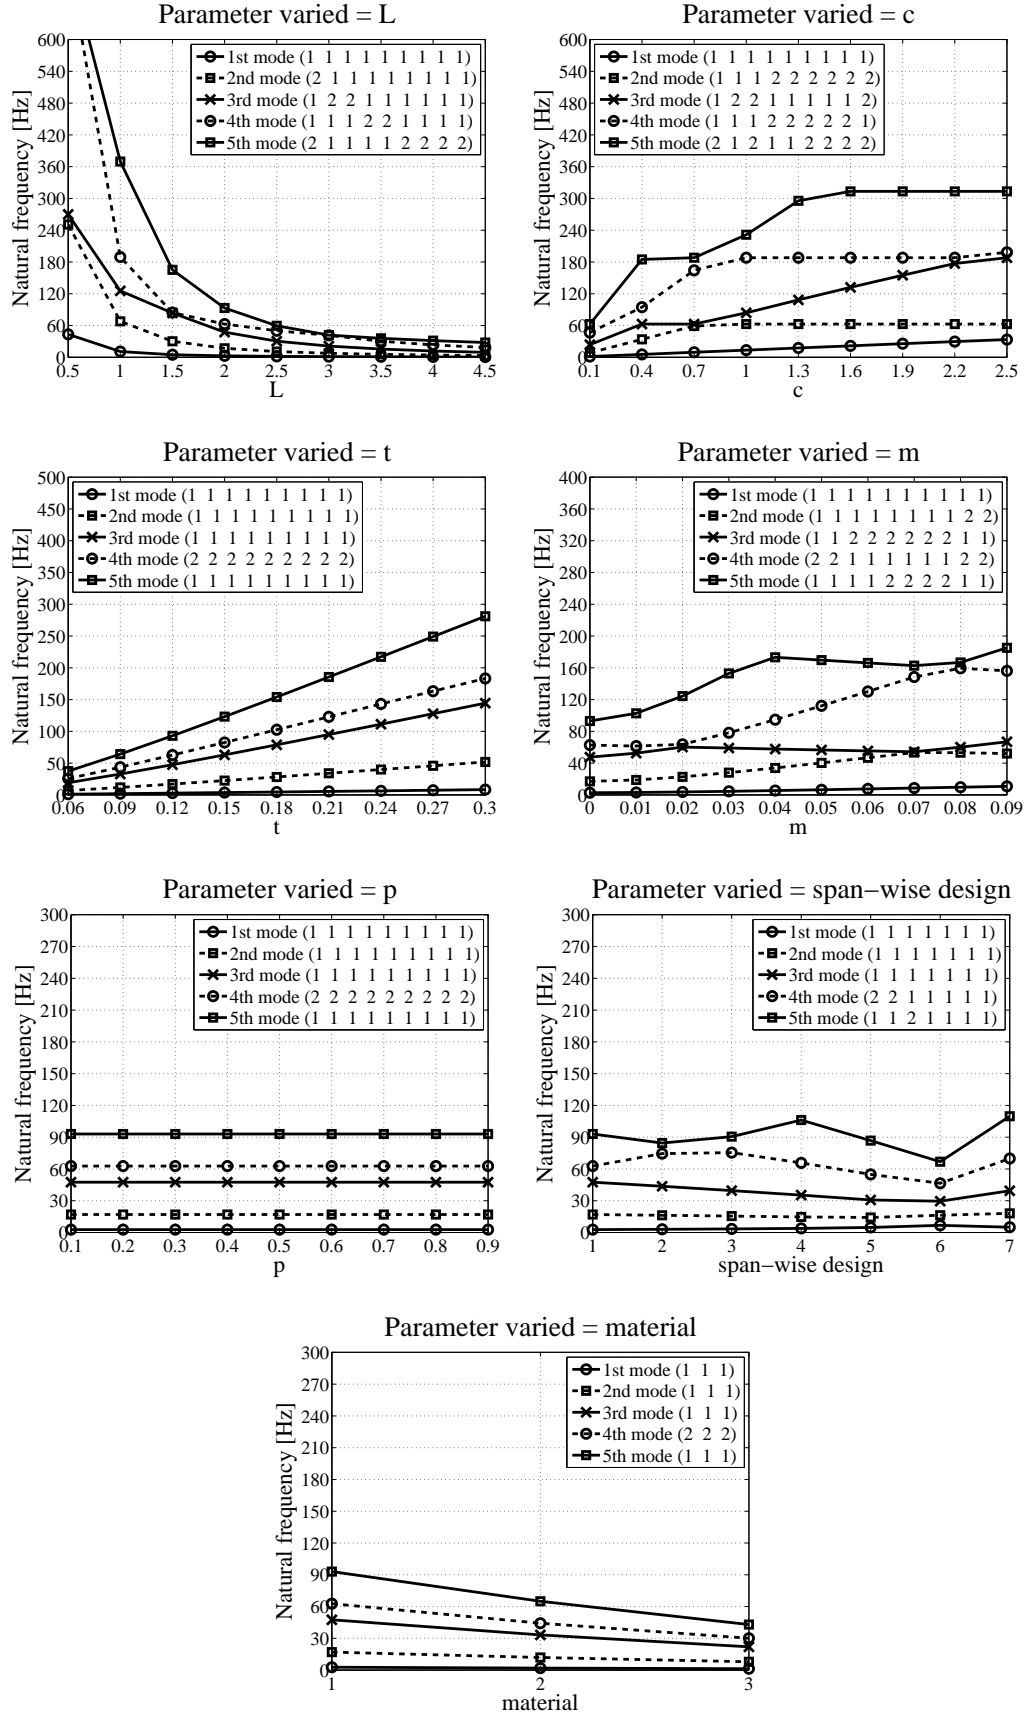 Parameter varied = L
600
540
480
420
360
300
240
180
120
60
0
Natural frequency [Hz]
1st mode (1 1 1 1 1 1 1 1 1)
2nd mode (2 1 1 1 1 1 1 1 1)
3rd mode (1 2 2 1 1 1 1 1 1)
4th mode (1 1 1 2 2 1 1 1 1)
5th mode (2 1 1 1 1 2 2 2 2)
0.5 1 1.5 2 2.5 3 3.5 4 4.5
L
Parameter varied = c
600
540
480
420
360
300
240
180
120
60
0
Natural frequency [Hz]
1st mode (1 1 1 1 1 1 1 1 1)
2nd mode (1 1 1 2 2 2 2 2 2)
3rd mode (1 2 2 1 1 1 1 1 2)
4th mode (1 1 1 2 2 2 2 2 1)
5th mode (2 1 2 1 1 2 2 2 2)
0.1 0.4 0.7 1 1.3 1.6 1.9 2.2 2.5
c
Parameter varied = t
500
450
400
350
300
250
200
150
100
50
0
Natural frequency [Hz]
1st mode (1 1 1 1 1 1 1 1 1)
2nd mode (1 1 1 1 1 1 1 1 1)
3rd mode (1 1 1 1 1 1 1 1 1)
4th mode (2 2 2 2 2 2 2 2 2)
5th mode (1 1 1 1 1 1 1 1 1)
0.06 0.09 0.12 0.15 0.18 0.21 0.24 0.27 0.3
t
Parameter varied = m
400
360
320
280
240
200
160
120
80
40
0
Natural frequency [Hz]
1st mode (1 1 1 1 1 1 1 1 1 1)
2nd mode (1 1 1 1 1 1 1 1 2 2)
3rd mode (1 1 2 2 2 2 2 2 1 1)
4th mode (2 2 1 1 1 1 1 1 2 2)
5th mode (1 1 1 1 2 2 2 2 1 1)
0 0.01 0.02 0.03 0.04 0.05 0.06 0.07 0.08 0.09
m
Parameter varied = p
300
270
240
210
180
150
120
90
60
30
0
Natural frequency [Hz]
1st mode (1 1 1 1 1 1 1 1 1)
2nd mode (1 1 1 1 1 1 1 1 1)
3rd mode (1 1 1 1 1 1 1 1 1)
4th mode (2 2 2 2 2 2 2 2 2)
5th mode (1 1 1 1 1 1 1 1 1)
0.1 0.2 0.3 0.4 0.5 0.6 0.7 0.8 0.9
p
Parameter varied = span−wise design
300
270
240
210
180
150
120
90
60
30
0
Natural frequency [Hz]
1st mode (1 1 1 1 1 1 1)
2nd mode (1 1 1 1 1 1 1)
3rd mode (1 1 1 1 1 1 1)
4th mode (2 2 1 1 1 1 1)
5th mode (1 1 2 1 1 1 1)
1 2 3 4 5 6 7
span−wise design
Parameter varied = material
300
270
240
210
180
150
120
90
60
30
0
Natural frequency [Hz]
1st mode (1 1 1)
2nd mode (1 1 1)
3rd mode (1 1 1)
4th mode (2 2 2)
5th mode (1 1 1)
1 2 3
material